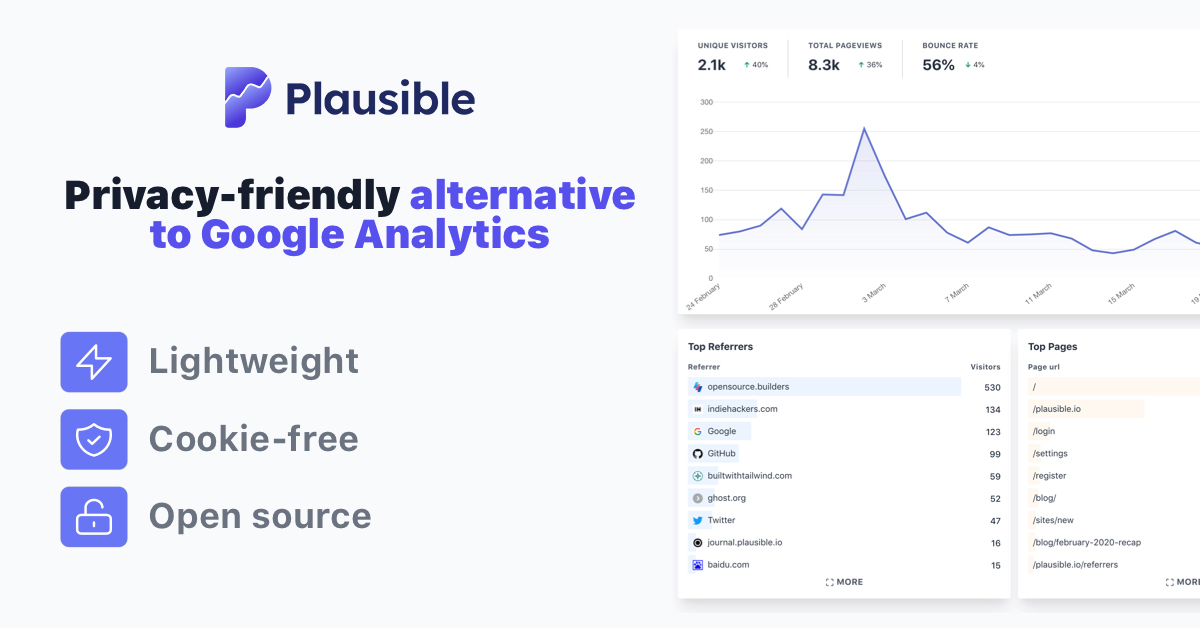 Plausible
Privacy-friendly alternative
to Google Analytics
Lightweight
Cookie-free
Open source
UNIQUE VISITORS
2.1k ↑ 40%
TOTAL PAGEVIEWS
8.3k ↑ 36%
BOUNCE RATE
56% ↓ 4%
300
250
200
150
100
50
0
24 February
28 February
3 March
7 March
11 March
15 March
19
Top Referrers
Referrer Visitors
opensource.builders 530
indiehackers.com 134
Google 123
GitHub 99
builtwithtailwind.com 59
ghost.org 52
Twitter 47
journal.plausible.io 16
baidu.com 15
MORE
Top Pages
Page url
/
/plausible.io
/login
/settings
/register
/blog/
/sites/new
/blog/february-2020-recap
/plausible.io/referrers
MORE